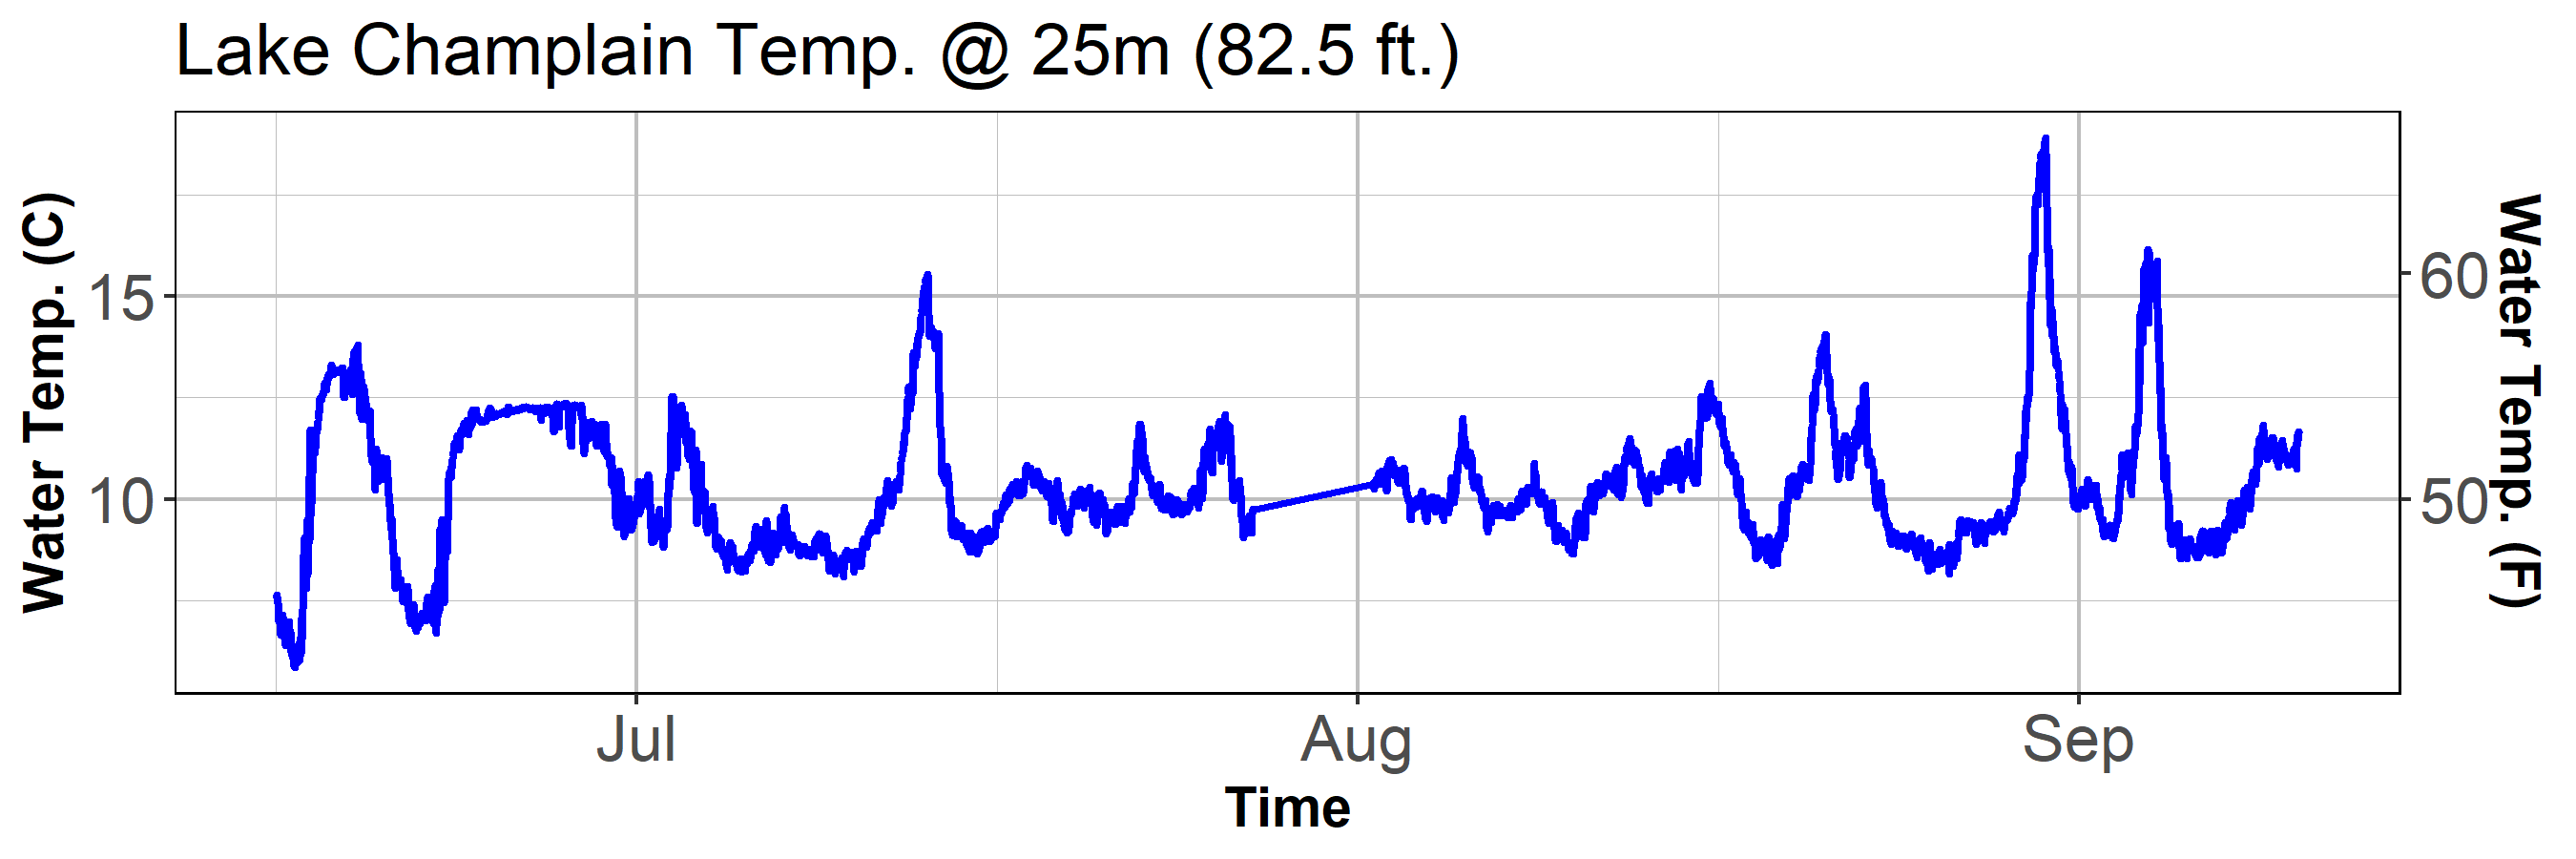 Lake Champlain Temp. @ 25m (82.5 ft.)
Water Temp. (C)
15
10
60
50
Water Temp. (F)
Jul
Aug
Sep
Time